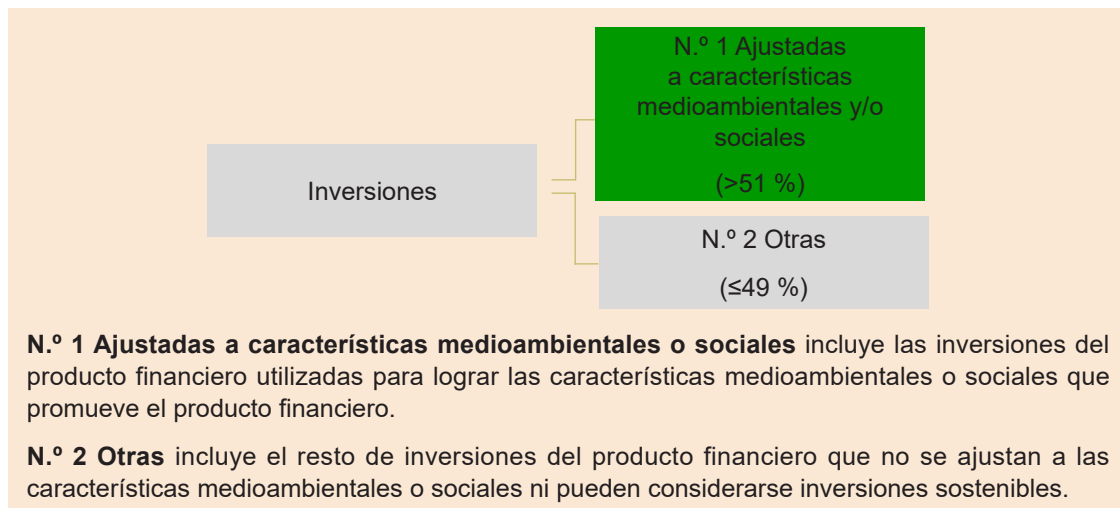 N.º 1 Ajustadas
a características
medioambientales y/o
sociales
(>51 %)
Inversiones
N.º 2 Otras
(≤49 %)
N.º 1 Ajustadas a características medioambientales o sociales incluye las inversiones del
producto financiero utilizadas para lograr las características medioambientales o sociales que
promueve el producto financiero.
N.º 2 Otras incluye el resto de inversiones del producto financiero que no se ajustan a las
características medioambientales o sociales ni pueden considerarse inversiones sostenibles.